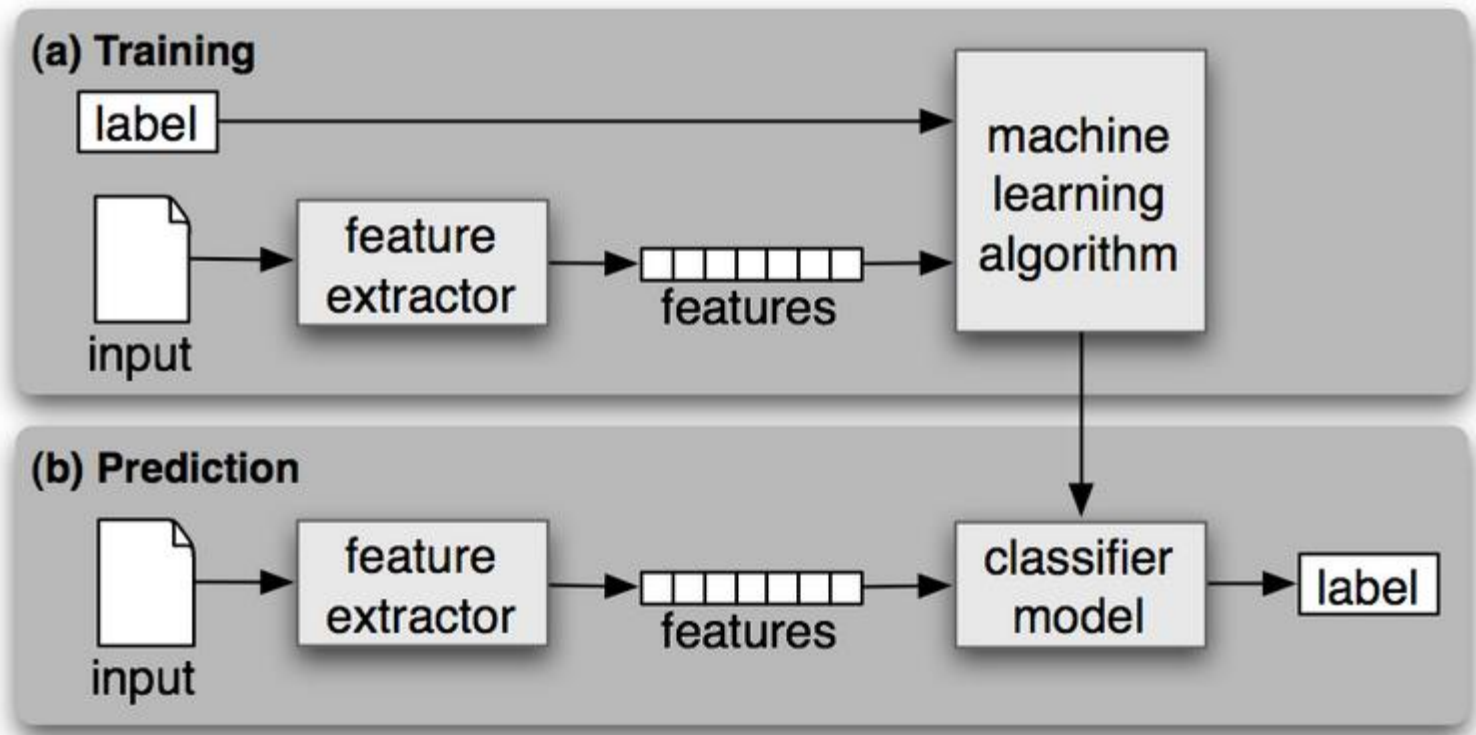 (a) Training
label
machine
learning
algorithm
feature
extractor
features
input
(b) Prediction
feature
extractor
features
input
classifier
model
label